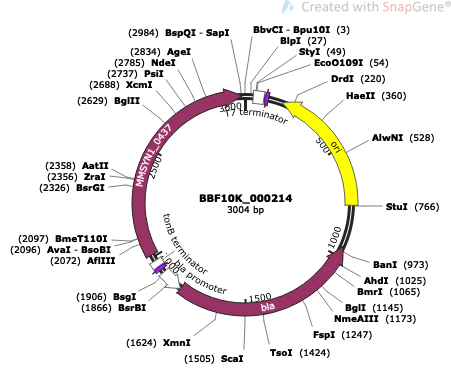 Created with SnapGene®
(2984) BspQI - SapI
BbvCI - Bpu10I (3)
BlpI (27)
StyI (49)
EcoO109I (54)
DrdI (220)
HaeII (360)
AlwNI (528)
StuI (766)
BanI (973)
AhdI (1025)
BmrI (1065)
BglI (1145)
NmeAIII (1173)
FspI (1247)
TsoI (1424)
(1505) ScaI
(1624) XmnI
(1866) BsrBI
(1906) BsgI
(2072) AflIII
(2096) AvaI - BsoBI
(2097) BmeT110I
(2326) BsrGI
(2356) ZraI
(2358) AatII
(2629) BglII
(2688) XcmI
(2737) PsiI
(2785) NdeI
(2834) AgeI
T7 terminator
ori
500
1000
1500
bla
bla promoter
tonB terminator
2500
MMSYN1_0437
BBF10K_000214
3004 bp